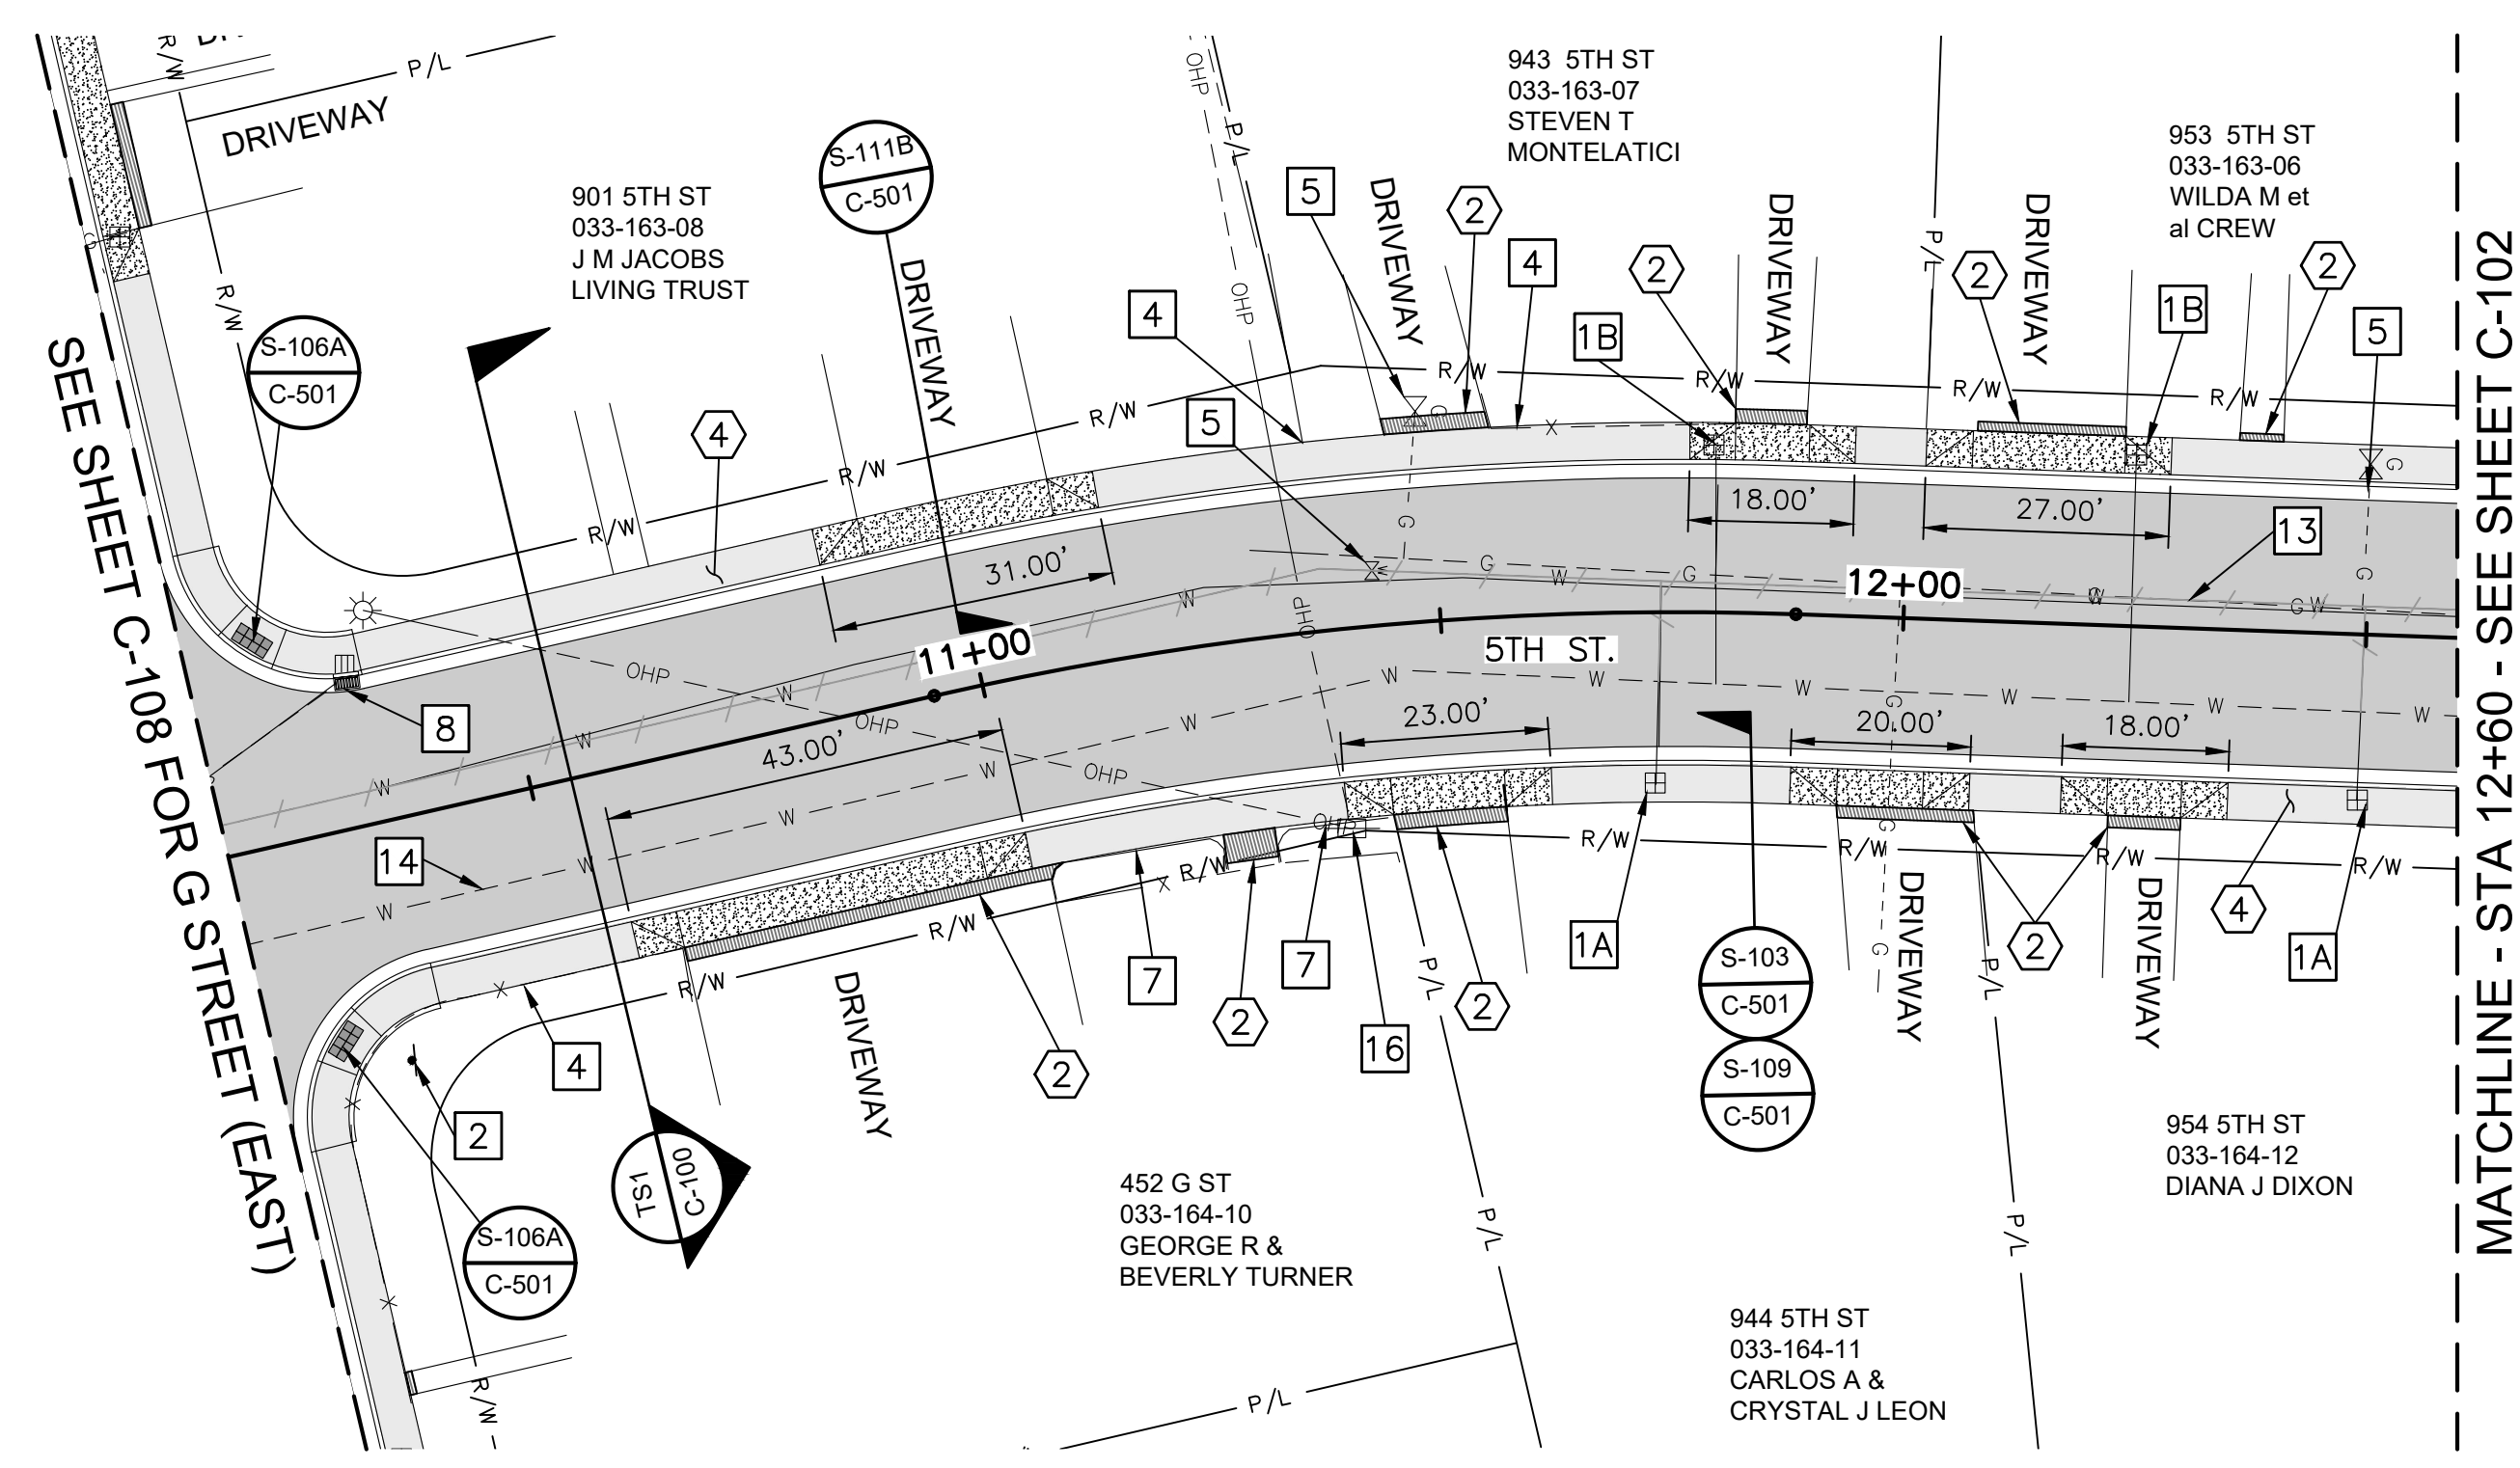 R/W
P/L
DRIVEWAY
R/W
SEE SHEET C-108 FOR G STREET (EAST)
901 5TH ST
033-163-08
J M JACOBS
LIVING TRUST
S-111B
C-501
DRIVEWAY
S-106A
C-501
4
OHP
P/L
OHP
943 5TH ST
033-163-07
STEVEN T
MONTELATICI
953 5TH ST
033-163-06
WILDA M et
al CREW
5
DRIVEWAY
2
4
4
5
1B
2
DRIVEWAY
P/L
2
DRIVEWAY
1B
2
5
R/W
R/W
R/W
R/W
R/W
R/W
R/W
G
G
18.00'
27.00'
13
31.00'
G
G
G
G
W
W
G
W
G
W
12+00
11+00
5TH ST.
OHP
OHP
OHP
OHP
OHP
W
W
W
8
43.00'
23.00'
20.00'
18.00'
G
W
W
W
W
W
W
W
W
W
W
W
14
X
G
G
R/W
R/W
R/W
R/W
R/W
R/W
R/W
X
X
X
X
4
2
DRIVEWAY
2
7
2
7
16
P/L
2
1A
S-103
C-501
S-109
C-501
G
DRIVEWAY
P/L
2
DRIVEWAY
4
1A
TS1
C-100
S-106A
C-501
R/W
452 G ST
033-164-10
GEORGE R &
BEVERLY TURNER
P/L
P/L
P/L
944 5TH ST
033-164-11
CARLOS A &
CRYSTAL J LEON
954 5TH ST
033-164-12
DIANA J DIXON
MATCHLINE - STA 12+60 - SEE SHEET C-102